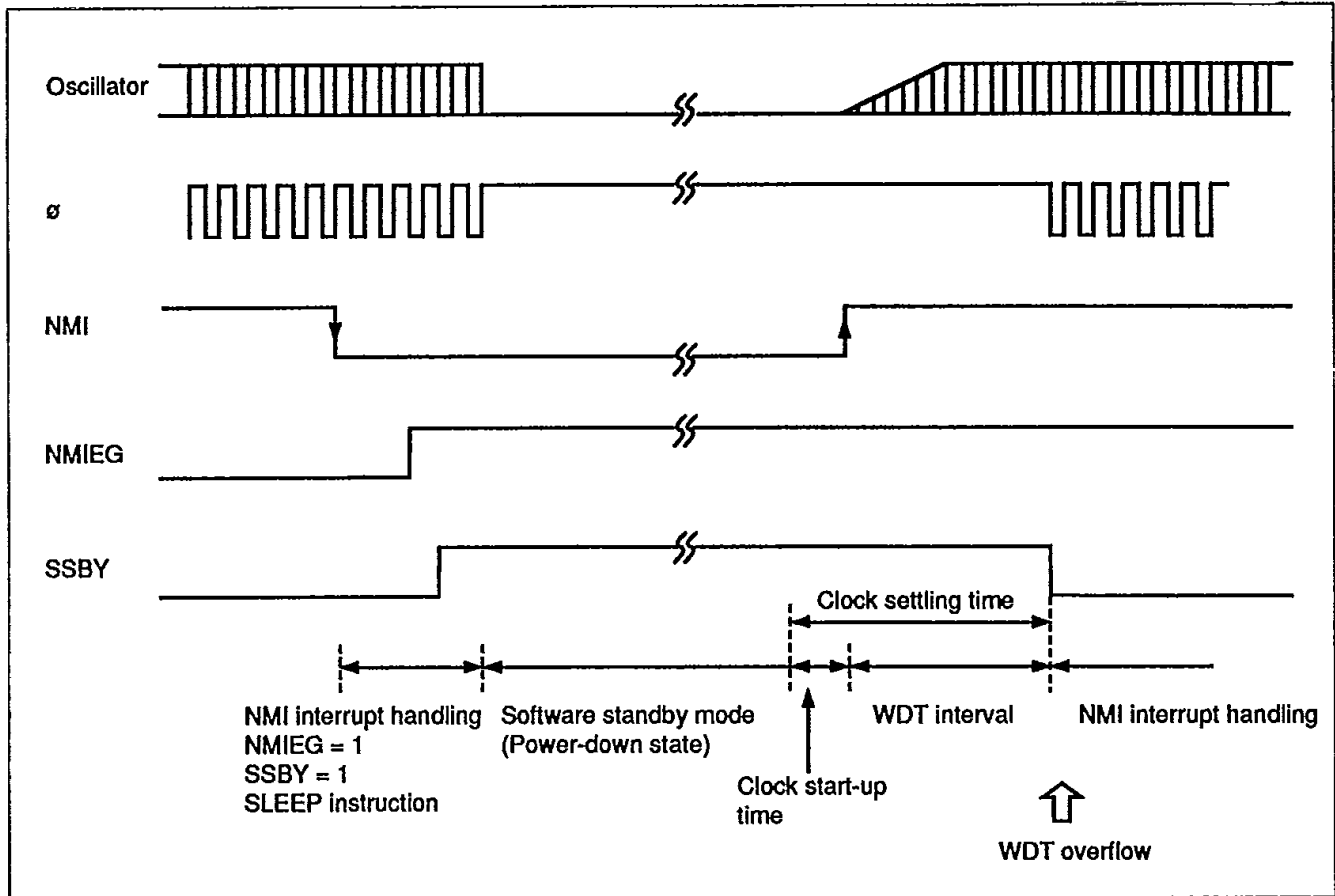 Oscillator
ø
NMI
NMIEG
SSBY
Clock settling time
NMI interrupt handling
NMIEG = 1
SSBY = 1
SLEEP instruction
Software standby mode
(Power-down state)
Clock start-up
time
WDT interval
NMI interrupt handling
WDT overflow